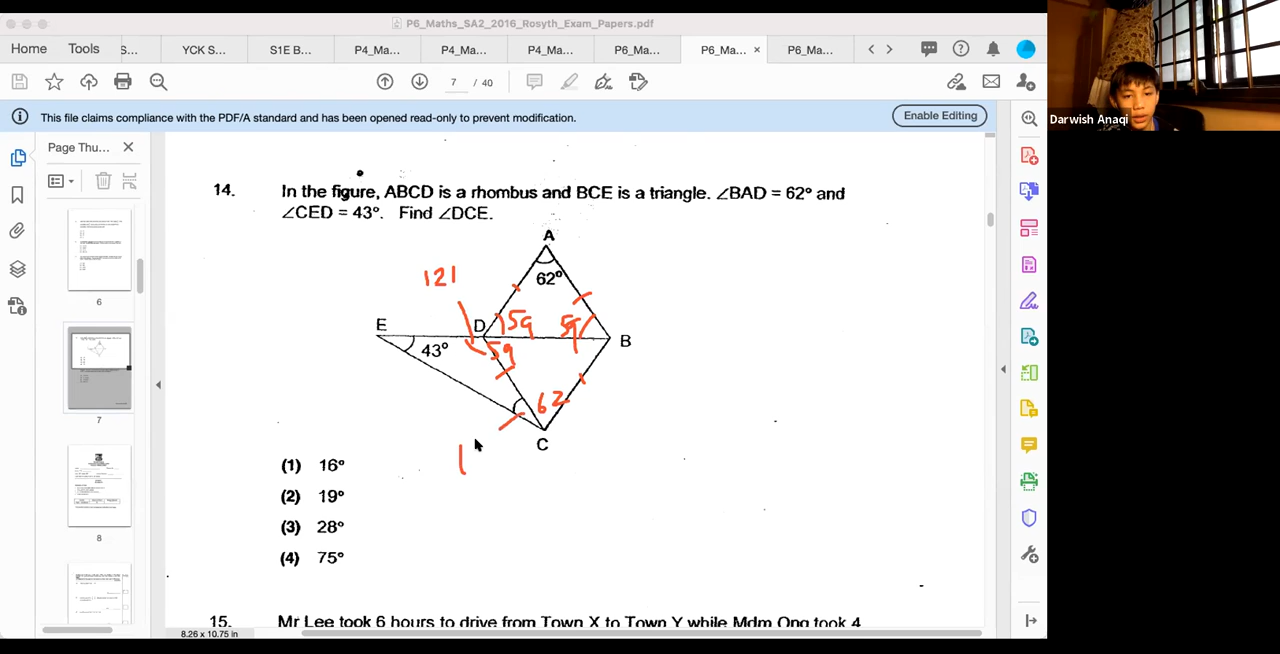 P6_Maths_SA2_2016_Rosyth_Exam_Papers.pdf
Home Tools S... YCK S... S1E B... P4_Ma... P4_Ma... P4_Ma... P6_Ma... P6_Ma... × P6_Ma...
7 / 40
This file claims compliance with the PDF/A standard and has been opened read-only to prevent modification.
Enable Editing
Darwish Anaqi
Page Thu...
6
7
8
14. In the figure, ABCD is a rhombus and BCE is a triangle. ∠BAD = 62° and
∠CED = 43°. Find ∠DCE.
A
62°
121
E
D
59
59
B
43°
59
62
C
(1) 16°
(2) 19°
(3) 28°
(4) 75°
15. Mr Lee took 6 hours to drive from Town X to Town Y while Mdm Ong took 4
8.26 x 10.75 in